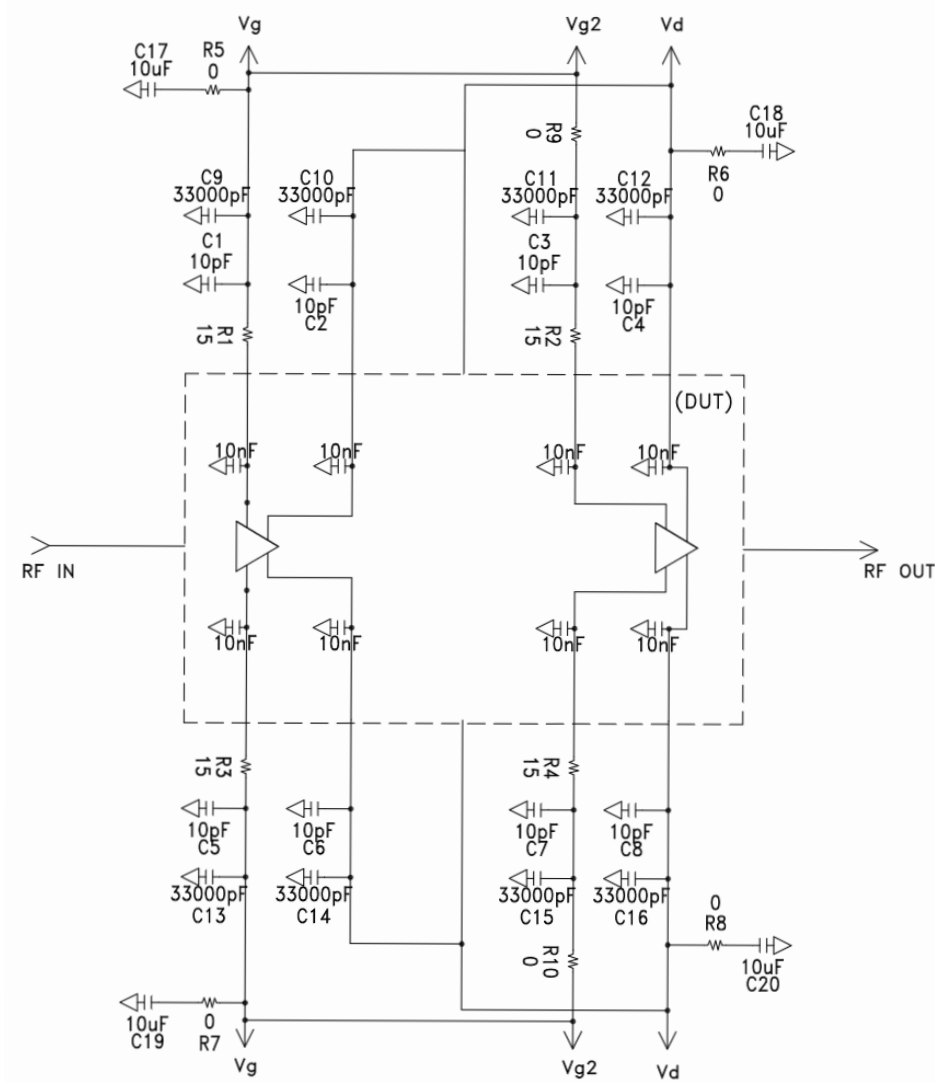 Vg
Vg2
Vd
C17
10uF
R5
0
C18
10uF
R9
0
R6
0
C9
33000pF
C10
33000pF
C11
33000pF
C12
33000pF
C1
10pF
10pF
C2
C3
10pF
10pF
C4
R1
15
R2
15
(DUT)
10nF
10nF
10nF
10nF
RF IN
RF OUT
10nF
10nF
10nF
10nF
R3
15
R4
15
10pF
C5
10pF
C6
10pF
C7
10pF
C8
33000pF
C13
33000pF
C14
33000pF
C15
33000pF
C16
0
R8
R10
0
10uF
C20
10uF
C19
0
R7
Vg
Vg2
Vd